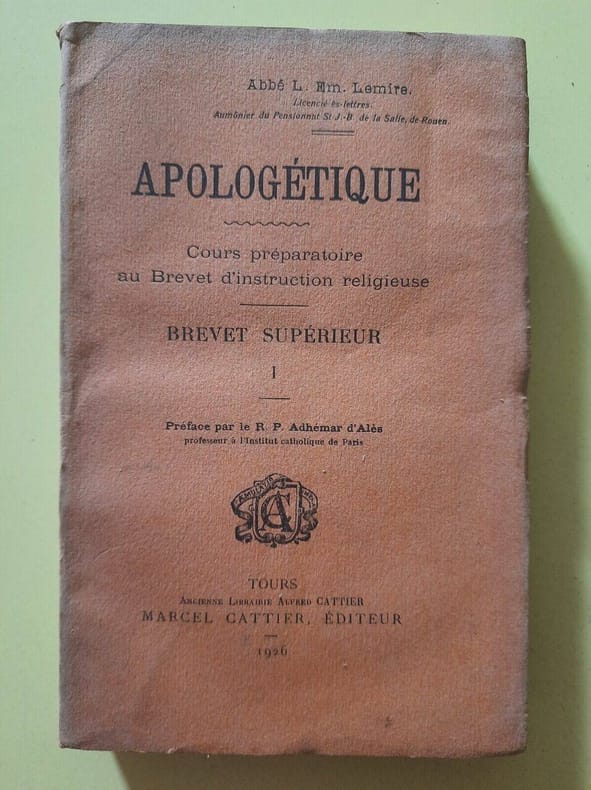 Abbé L. Em. Lemire.
Licencié ès-lettres.
Aumônier du Pensionnat St J.-B. de la Salle, de Rouen.
APOLOGÉTIQUE
Cours préparatoire
au Brevet d'instruction religieuse
BREVET SUPÉRIEUR
I
Préface par le R. P. Adhémar d'Alès
professeur à l'Institut catholique de Paris
AC
TOURS
Ancienne Librairie Alfred CATTIER
MARCEL CATTIER, ÉDITEUR
1926